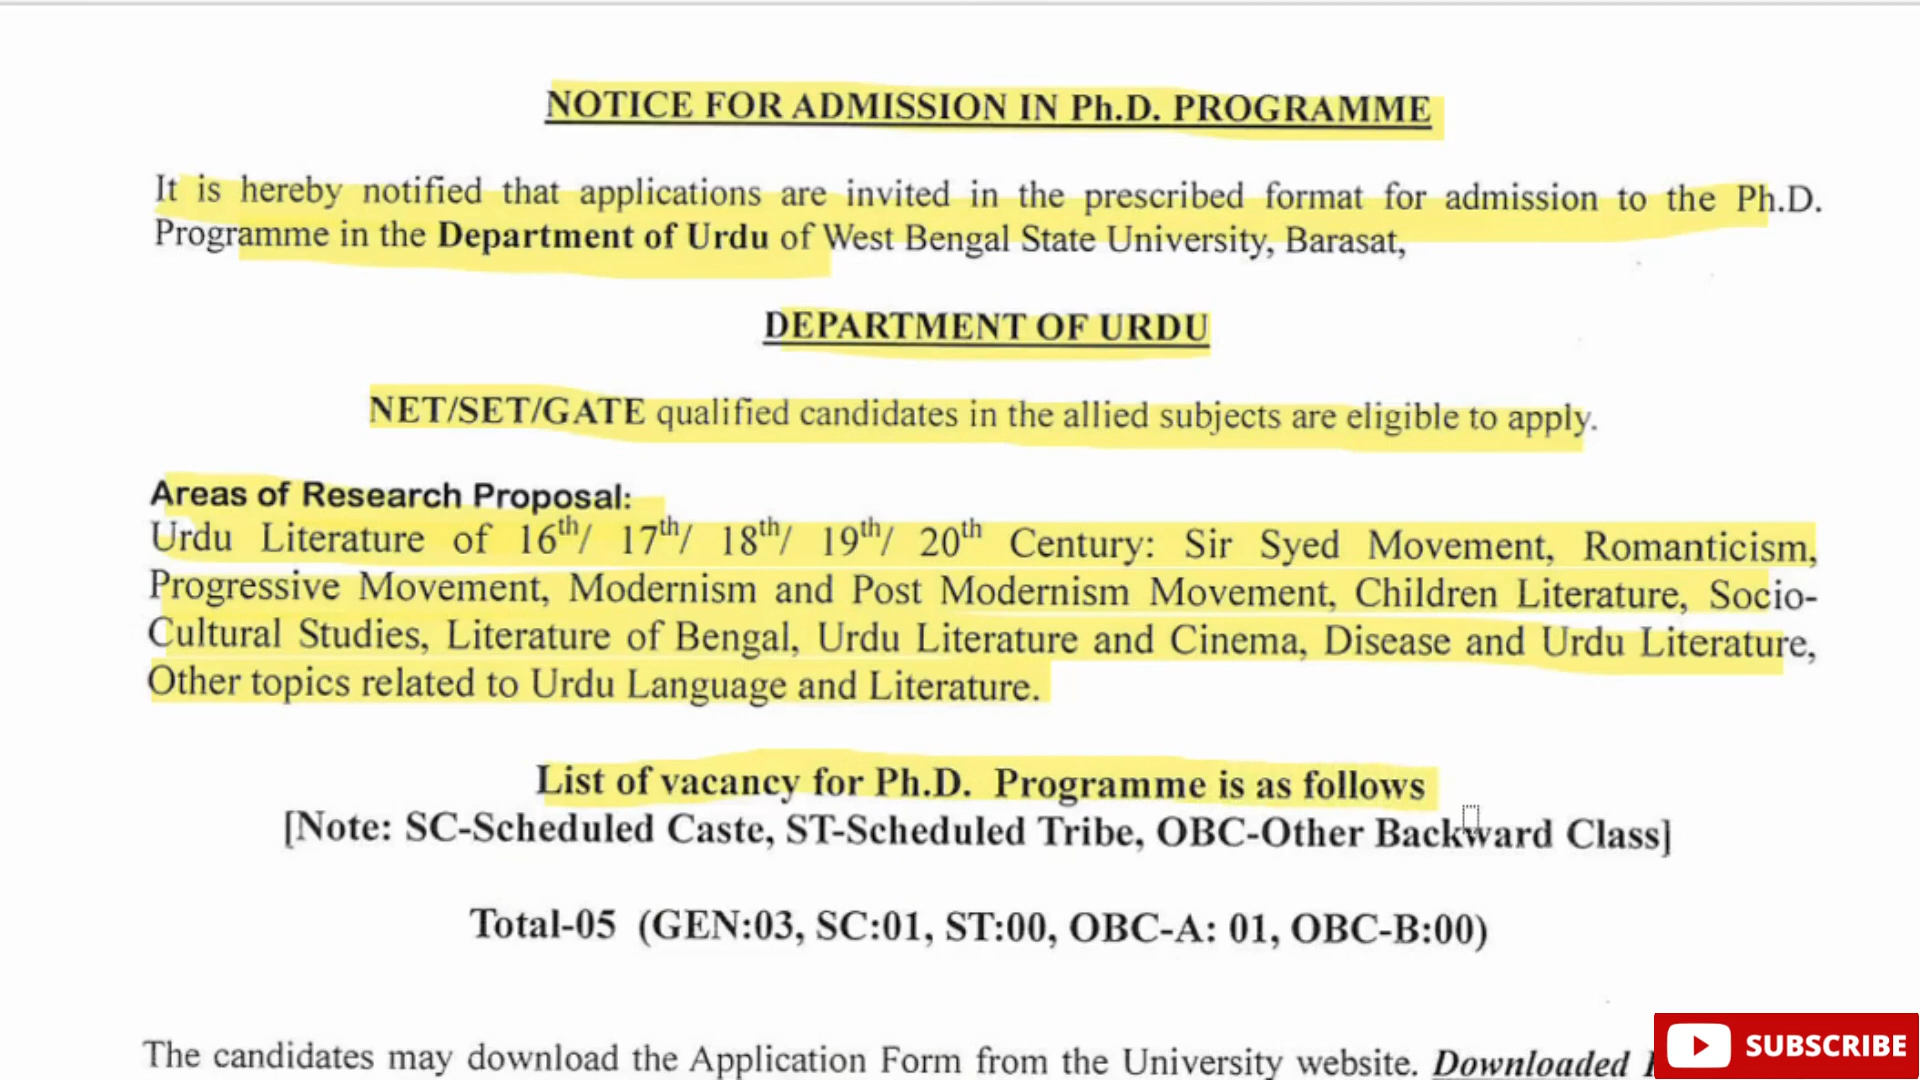 NOTICE FOR ADMISSION IN Ph.D. PROGRAMME
It is hereby notified that applications are invited in the prescribed format for admission to the Ph.D.
Programme in the Department of Urdu of West Bengal State University, Barasat,
DEPARTMENT OF URDU
NET/SET/GATE qualified candidates in the allied subjects are eligible to apply.
Areas of Research Proposal:
Urdu Literature of 16th/ 17th/ 18th/ 19th/ 20th Century: Sir Syed Movement, Romanticism,
Progressive Movement, Modernism and Post Modernism Movement, Children Literature, Socio-
Cultural Studies, Literature of Bengal, Urdu Literature and Cinema, Disease and Urdu Literature,
Other topics related to Urdu Language and Literature.
List of vacancy for Ph.D. Programme is as follows
[Note: SC-Scheduled Caste, ST-Scheduled Tribe, OBC-Other Backward Class]
Total-05 (GEN:03, SC:01, ST:00, OBC-A: 01, OBC-B:00)
The candidates may download the Application Form from the University website. Downloaded
SUBSCRIBE